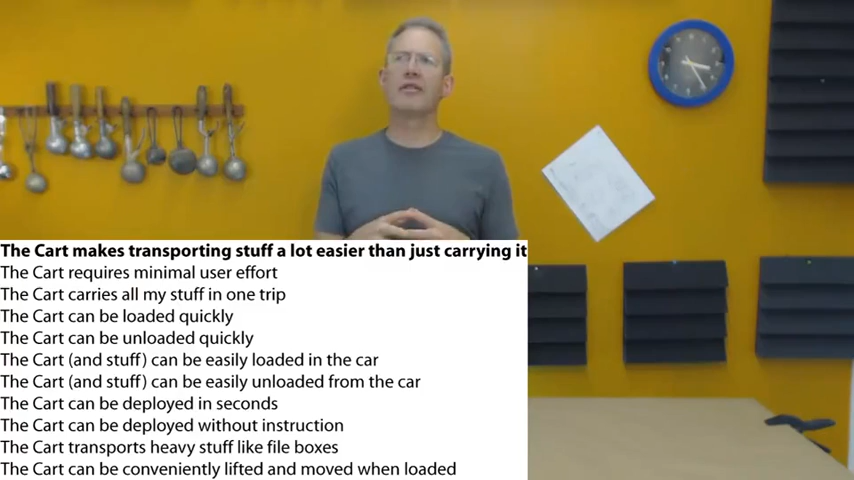 The Cart makes transporting stuff a lot easier than just carrying it
The Cart requires minimal user effort
The Cart carries all my stuff in one trip
The Cart can be loaded quickly
The Cart can be unloaded quickly
The Cart (and stuff) can be easily loaded in the car
The Cart (and stuff) can be easily unloaded from the car
The Cart can be deployed in seconds
The Cart can be deployed without instruction
The Cart transports heavy stuff like file boxes
The Cart can be conveniently lifted and moved when loaded